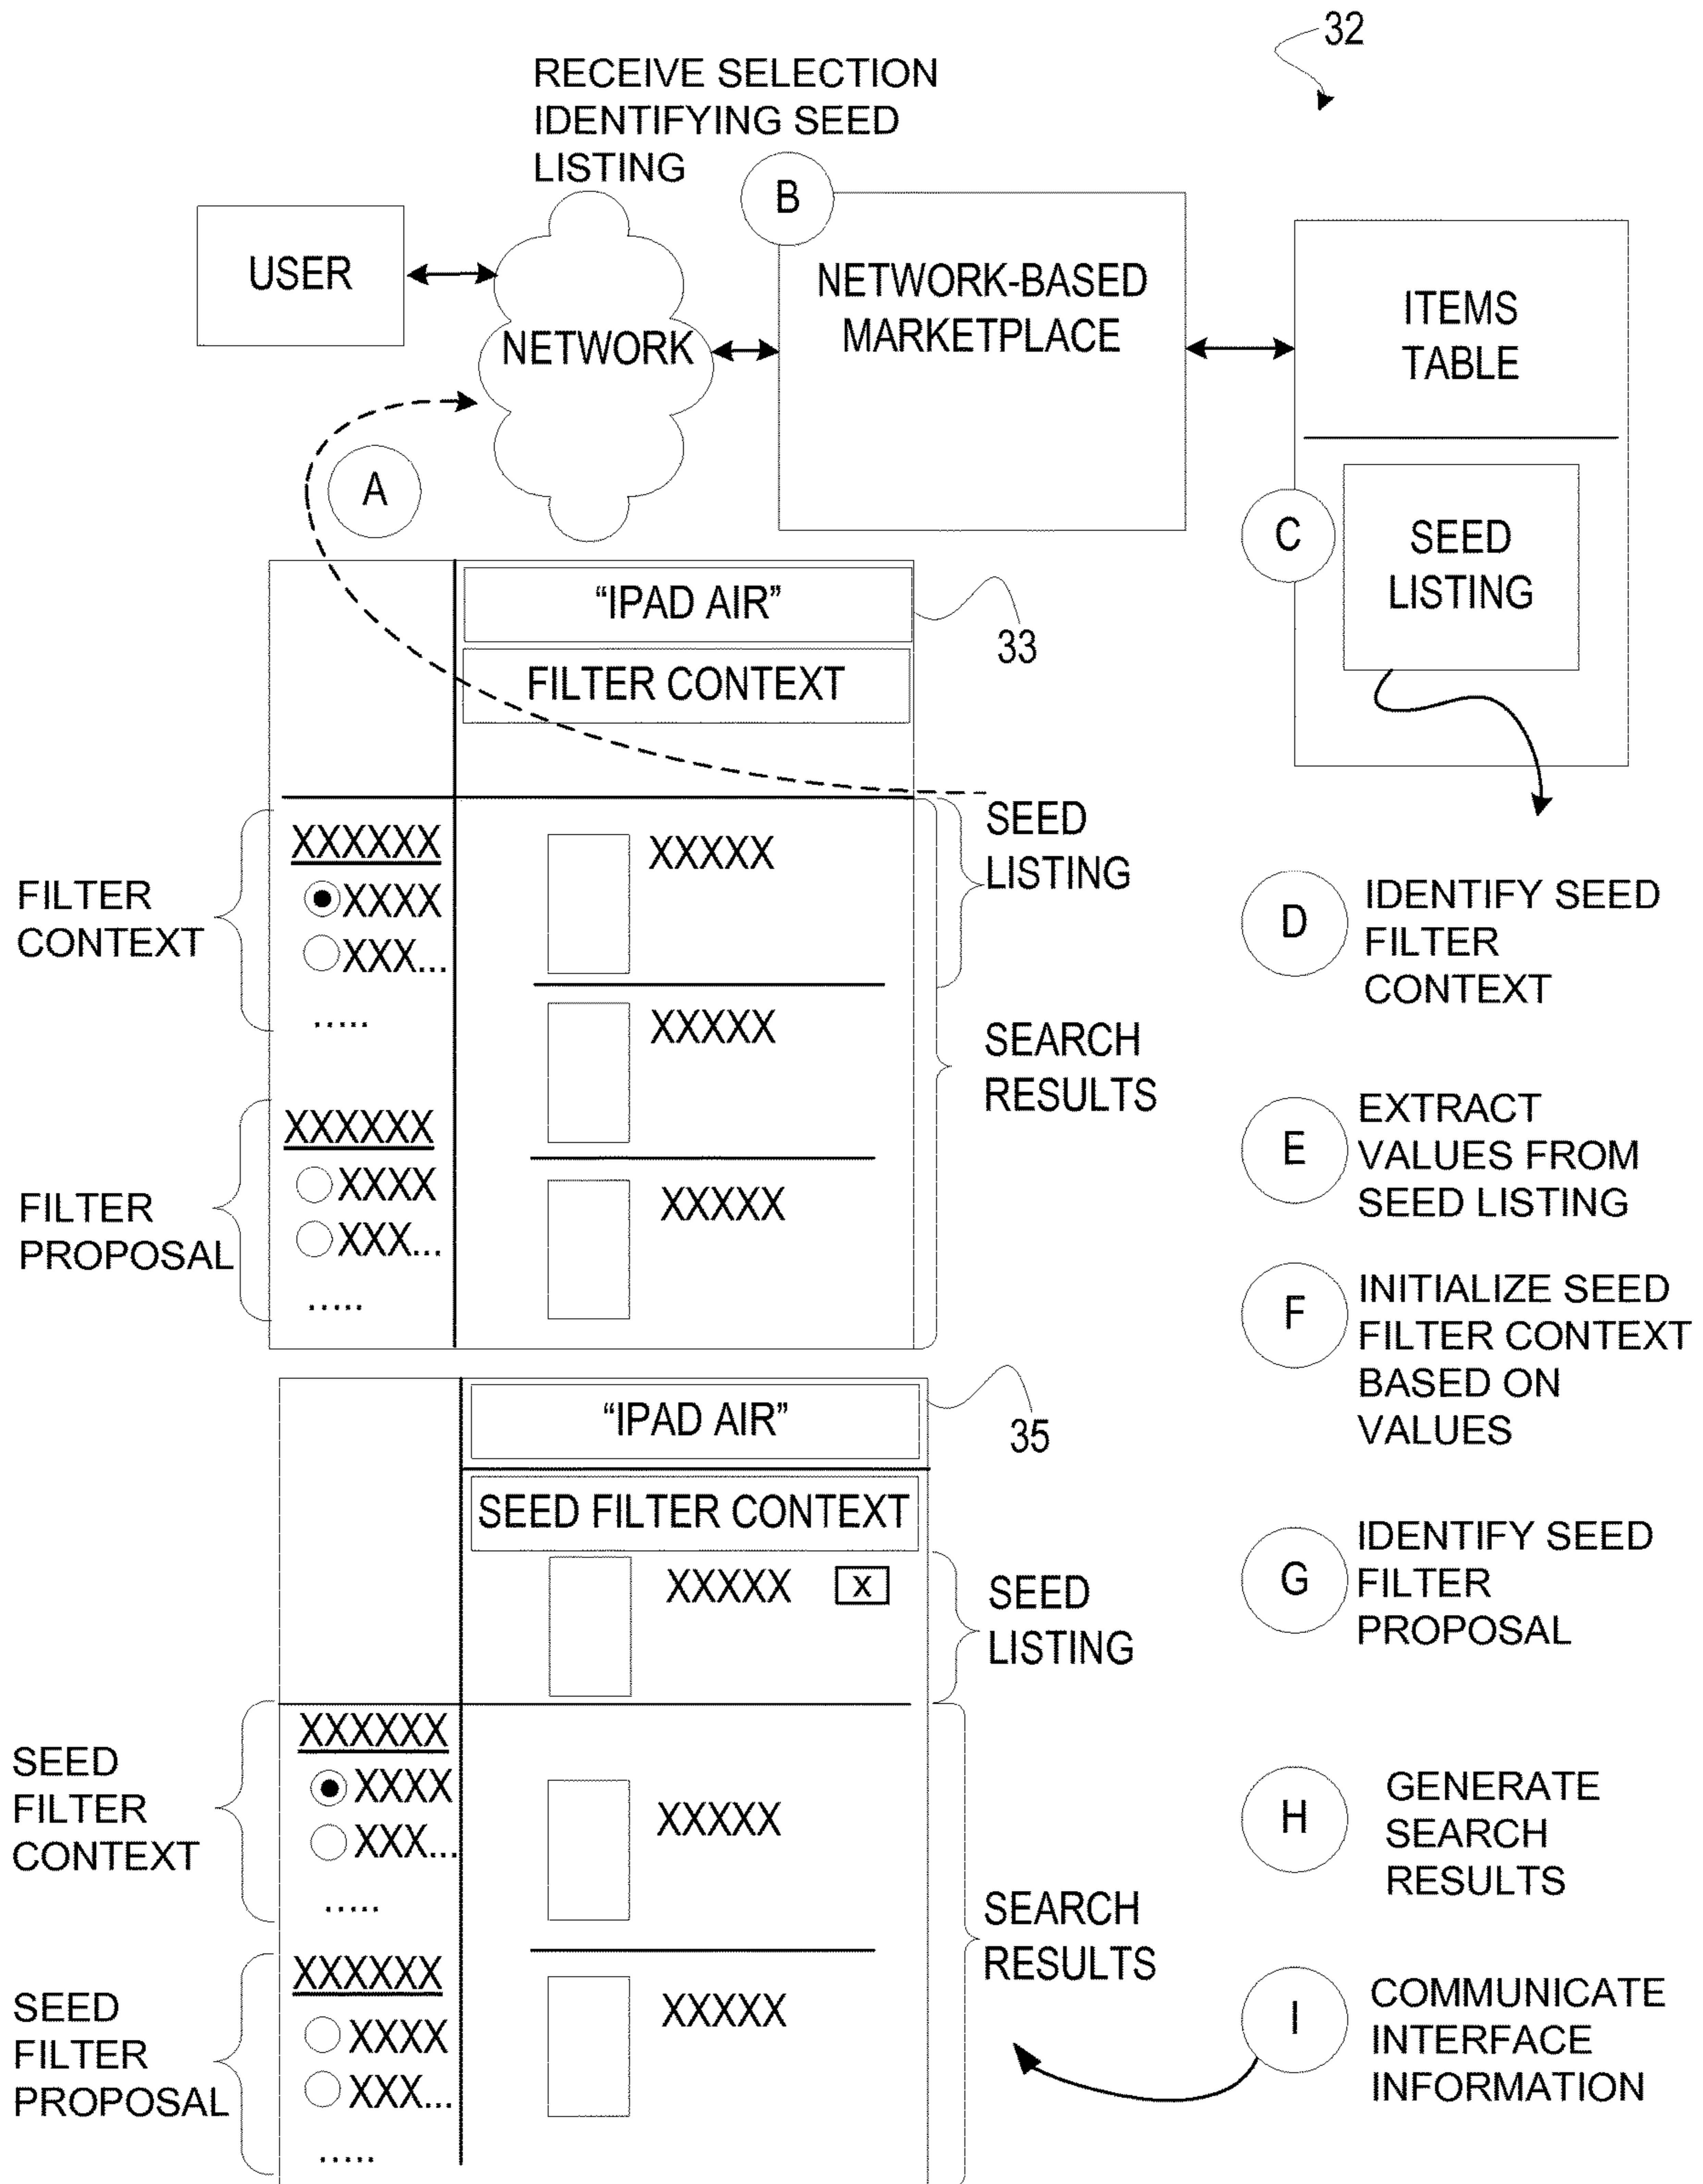 32
RECEIVE SELECTION
IDENTIFYING SEED
LISTING
B
USER
NETWORK
NETWORK-BASED
MARKETPLACE
ITEMS
TABLE
A
C
SEED
LISTING
“IPAD AIR”
33
FILTER CONTEXT
FILTER
CONTEXT
XXXXXX
XXXX
XXX...
.....
XXXXX
SEED
LISTING
XXXXX
SEARCH
RESULTS
FILTER
PROPOSAL
XXXXXX
XXXX
XXX...
.....
XXXXX
D
IDENTIFY SEED
FILTER
CONTEXT
E
EXTRACT
VALUES FROM
SEED LISTING
F
INITIALIZE SEED
FILTER CONTEXT
BASED ON
VALUES
“IPAD AIR”
35
SEED FILTER CONTEXT
XXXXX
x
SEED
LISTING
G
IDENTIFY SEED
FILTER
PROPOSAL
SEED
FILTER
CONTEXT
XXXXXX
XXXX
XXX...
.....
XXXXX
H
GENERATE
SEARCH
RESULTS
SEARCH
RESULTS
SEED
FILTER
PROPOSAL
XXXXXX
XXXX
XXX...
.....
XXXXX
I
COMMUNICATE
INTERFACE
INFORMATION